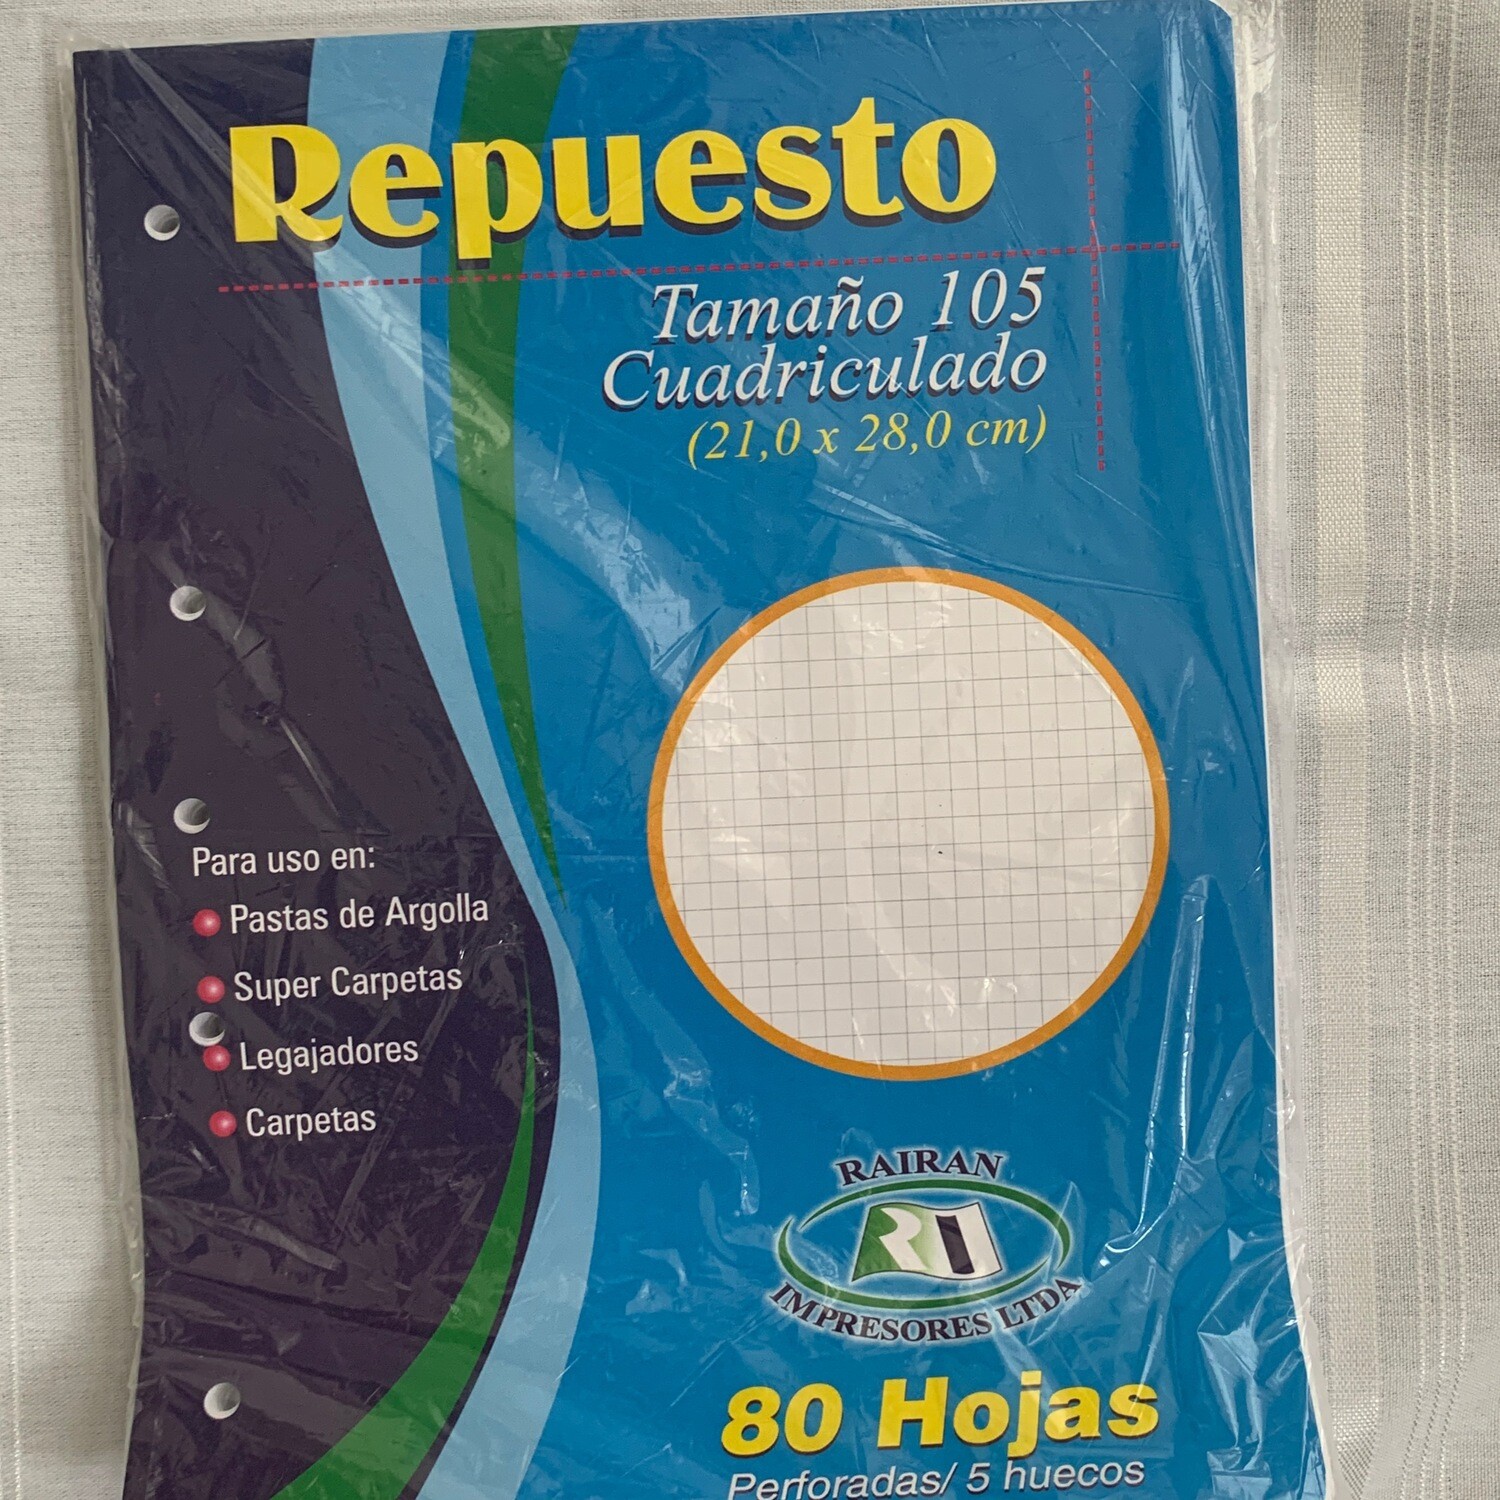 Repuesto
Tamaño 105
Cuadriculado
(21,0 x 28,0 cm)
Para uso en:
Pastas de Argolla
Super Carpetas
Legajadores
Carpetas
RAIRAN
RI
IMPRESORES LTDA
80 Hojas
Perforadas/ 5 huecos